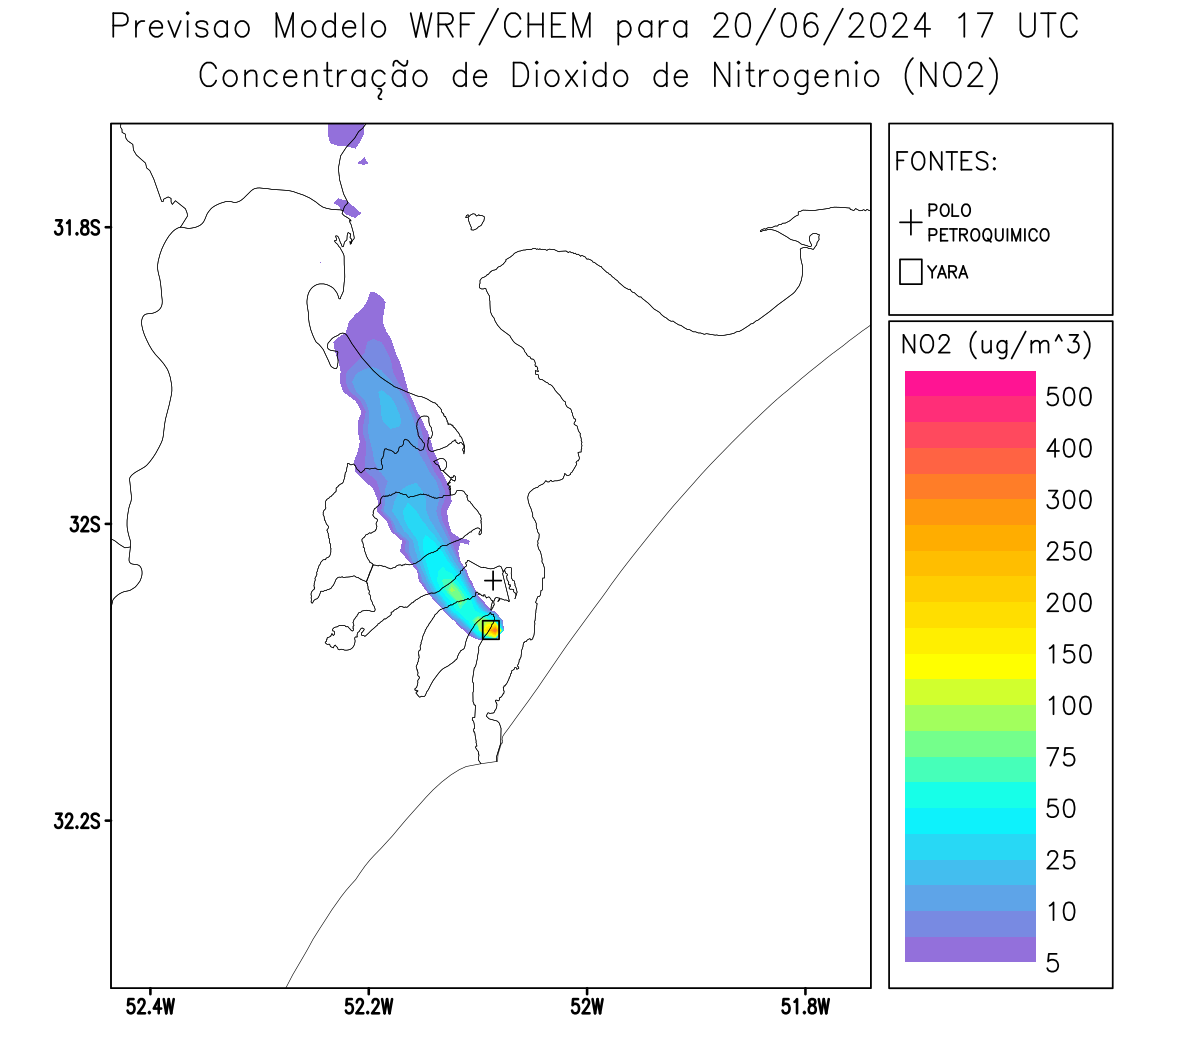 Previsao Modelo WRF/CHEM para 20/06/2024 17 UTC
Concentração de Dioxido de Nitrogenio (NO2)
FONTES:
POLO
PETROQUIMICO
YARA
NO2 (ug/m^3)
500
400
300
250
200
150
100
75
50
25
10
5
31.8S
32S
32.2S
52.4W
52.2W
52W
51.8W